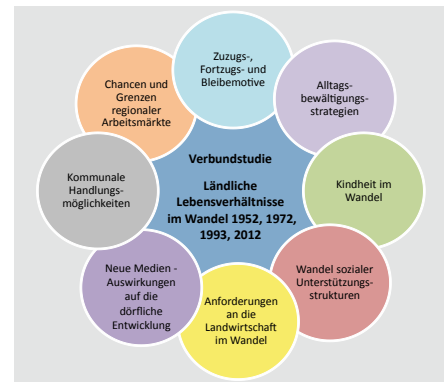 Zuzugs-,
Fortzugs- und
Bleibemotive
Alltags-
bewältigungs-
strategien
Kindheit im
Wandel
Wandel sozialer
Unterstützungs-
strukturen
Anforderungen
an die
Landwirtschaft
im Wandel
Neue Medien -
Auswirkungen
auf die
dörfliche
Entwicklung
Kommunale
Handlungs-
möglichkeiten
Chancen und
Grenzen
regionaler
Arbeitsmärkte
Verbundstudie
Ländliche
Lebensverhältnisse
im Wandel 1952, 1972,
1993, 2012